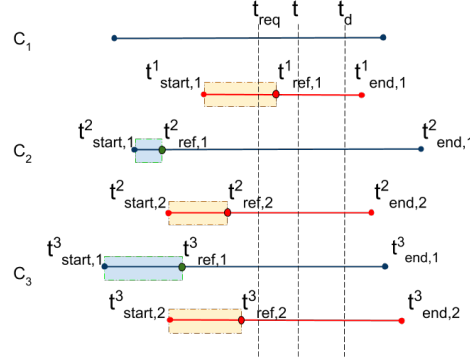 t_req t t_d
C_1
t^1_start,1 t^1_ref,1 t^1_end,1
t^2_start,1 t^2_ref,1 t^2_end,1
C_2
t^2_start,2 t^2_ref,2 t^2_end,2
t^3_start,1 t^3_ref,1 t^3_end,1
C_3
t^3_start,2 t^3_ref,2 t^3_end,2